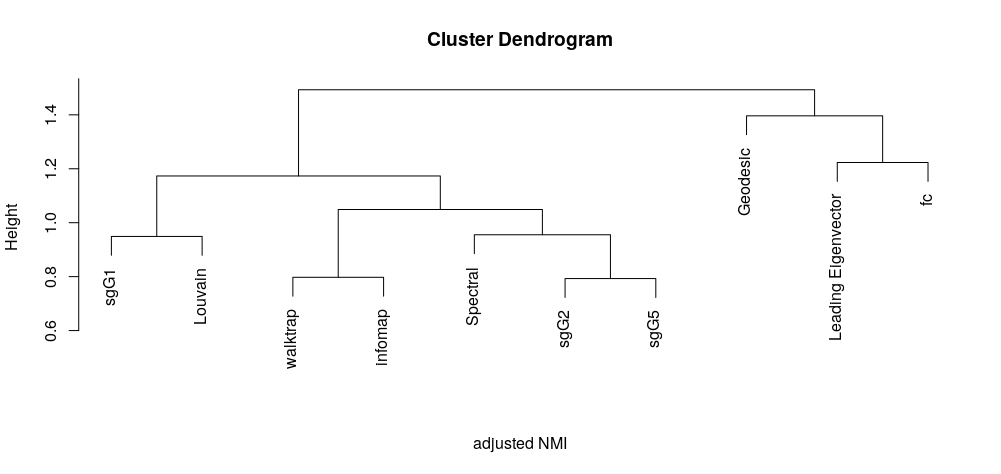 Cluster Dendrogram
Height
1.4
1.2
1.0
0.8
0.6
sgG1
Louvain
walktrap
infomap
Spectral
sgG2
sgG5
Geodesic
Leading Eigenvector
fc
adjusted NMI